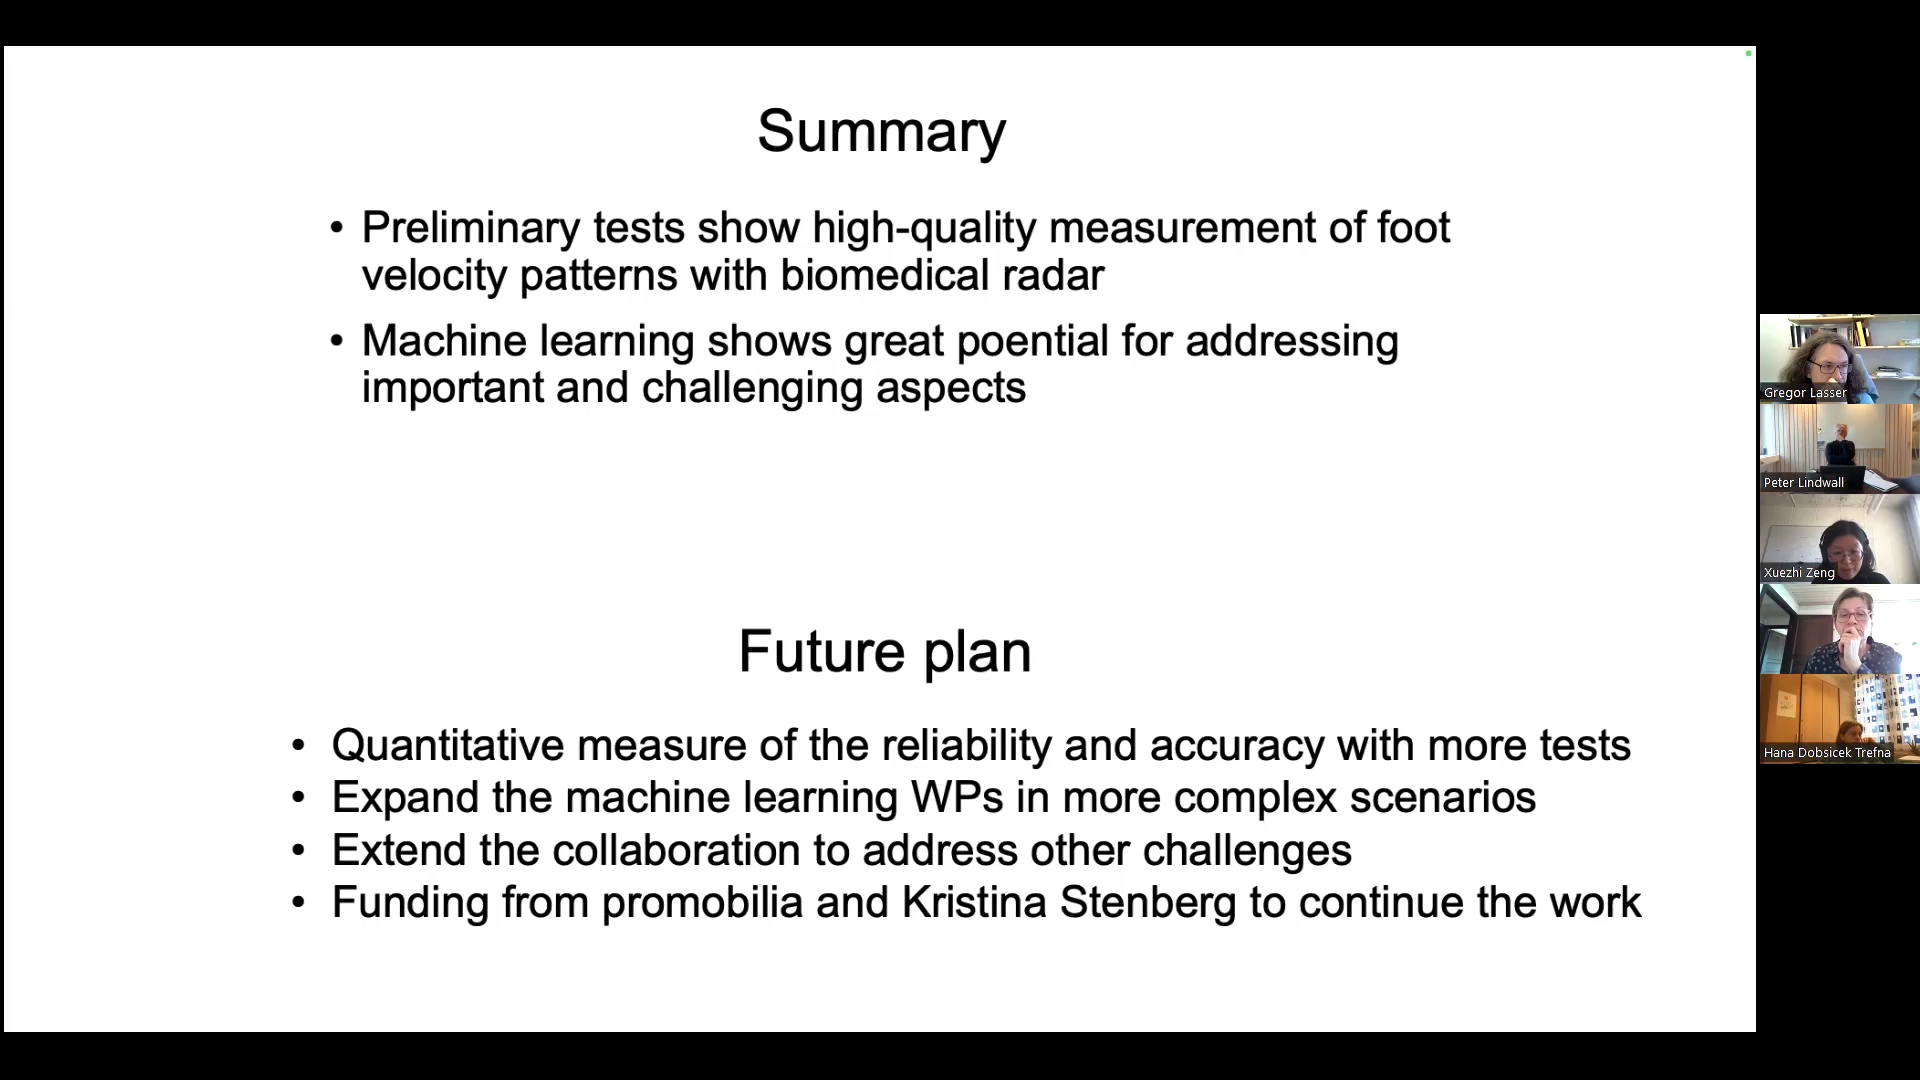 Summary
• Preliminary tests show high-quality measurement of foot
velocity patterns with biomedical radar
• Machine learning shows great poential for addressing
important and challenging aspects
Future plan
• Quantitative measure of the reliability and accuracy with more tests
• Expand the machine learning WPs in more complex scenarios
• Extend the collaboration to address other challenges
• Funding from promobilia and Kristina Stenberg to continue the work
Gregor Lasser
Peter Lindwall
Xuezhi Zeng
Hana Dobsicek Trefna